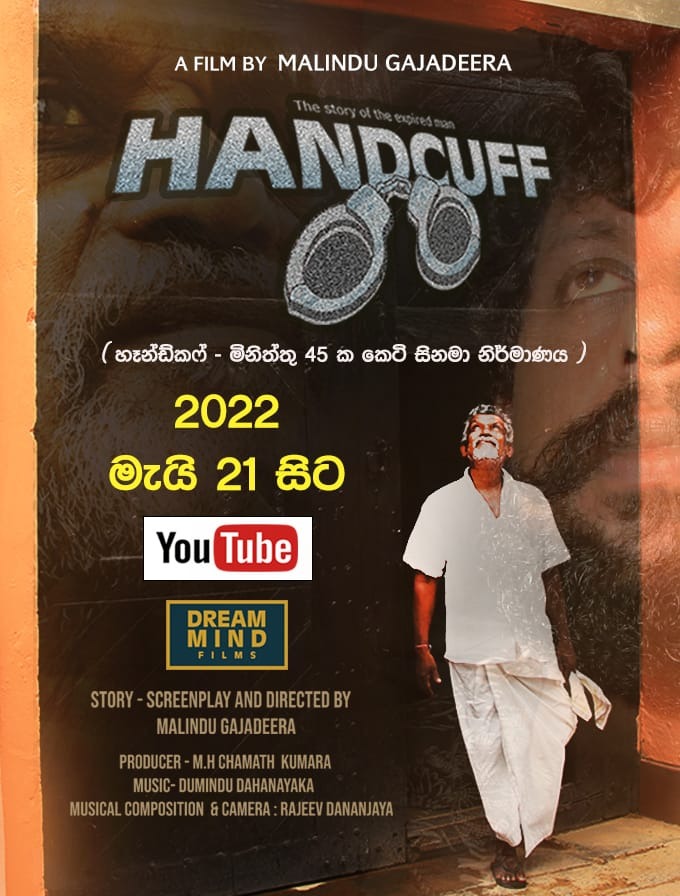 A FILM BY MALINDU GAJADEERA
The story of the expired man
HANDCUFF
( හෑන්ඩ්කෆ් - මිනිත්තු 45 ක කෙටි සිනමා නිර්මාණය )
2022
මැයි 21 සිට
YouTube
DREAM
MIND
FILMS
STORY - SCREENPLAY AND DIRECTED BY
MALINDU GAJADEERA
PRODUCER - M.H CHAMATH KUMARA
MUSIC- DUMINDU DAHANAYAKA
MUSICAL COMPOSITION & CAMERA : RAJEEV DANANJAYA